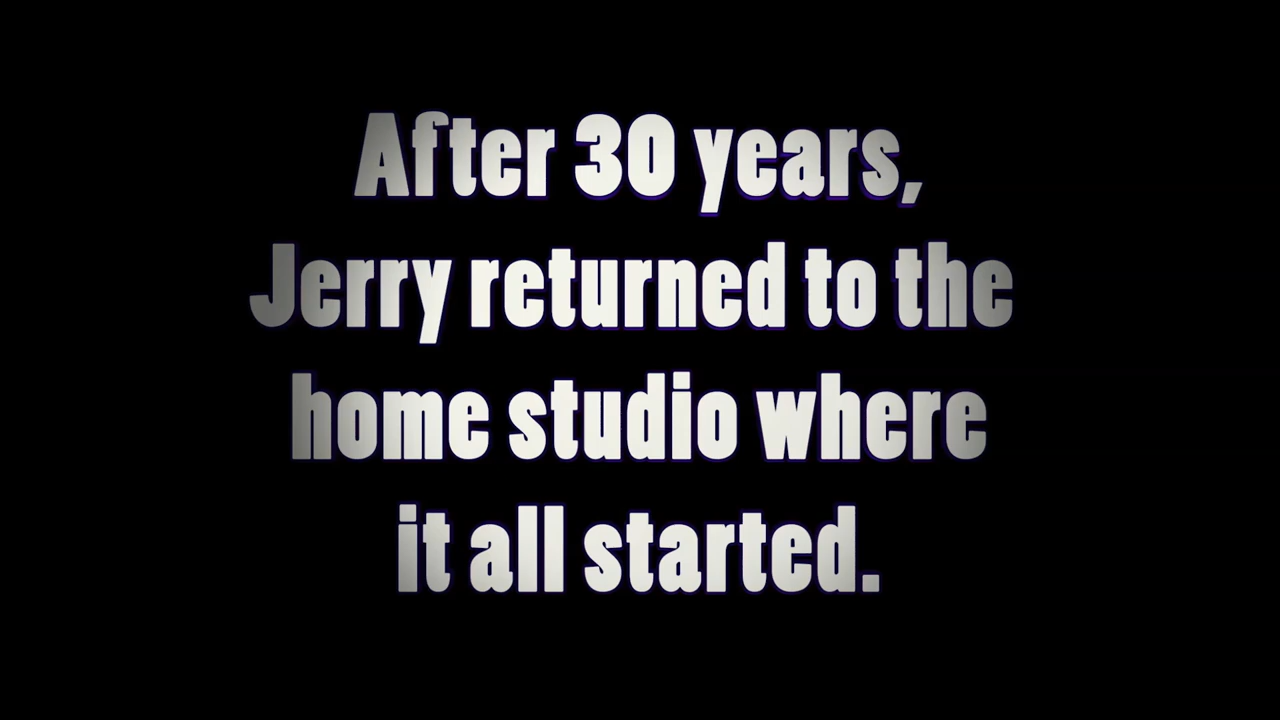 After 30 years,
Jerry returned to the
home studio where
it all started.